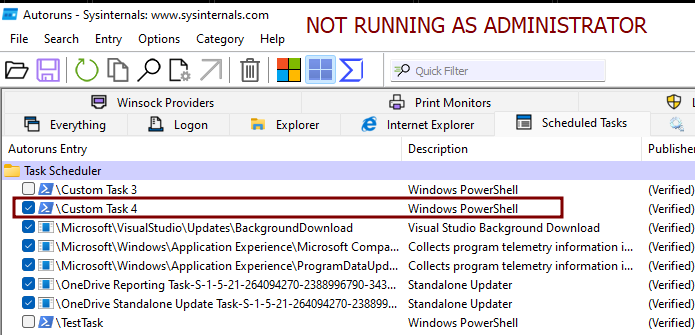 Autoruns - Sysinternals: www.sysinternals.com
NOT RUNNING AS ADMINISTRATOR
File Search Entry Options Category Help
Quick Filter
Winsock Providers Print Monitors L
Everything Logon Explorer Internet Explorer Scheduled Tasks
Autoruns Entry Description Publisher
Task Scheduler
\Custom Task 3 Windows PowerShell (Verified)
\Custom Task 4 Windows PowerShell (Verified)
\Microsoft\VisualStudio\Updates\BackgroundDownload Visual Studio Background Download (Verified)
\Microsoft\Windows\Application Experience\Microsoft Compa... Collects program telemetry information i... (Verified)
\Microsoft\Windows\Application Experience\ProgramDataUpd... Collects program telemetry information i... (Verified)
\OneDrive Reporting Task-S-1-5-21-264094270-2388996790-343... Standalone Updater (Verified)
\OneDrive Standalone Update Task-S-1-5-21-264094270-238899... Standalone Updater (Verified)
\TestTask Windows PowerShell (Verified)